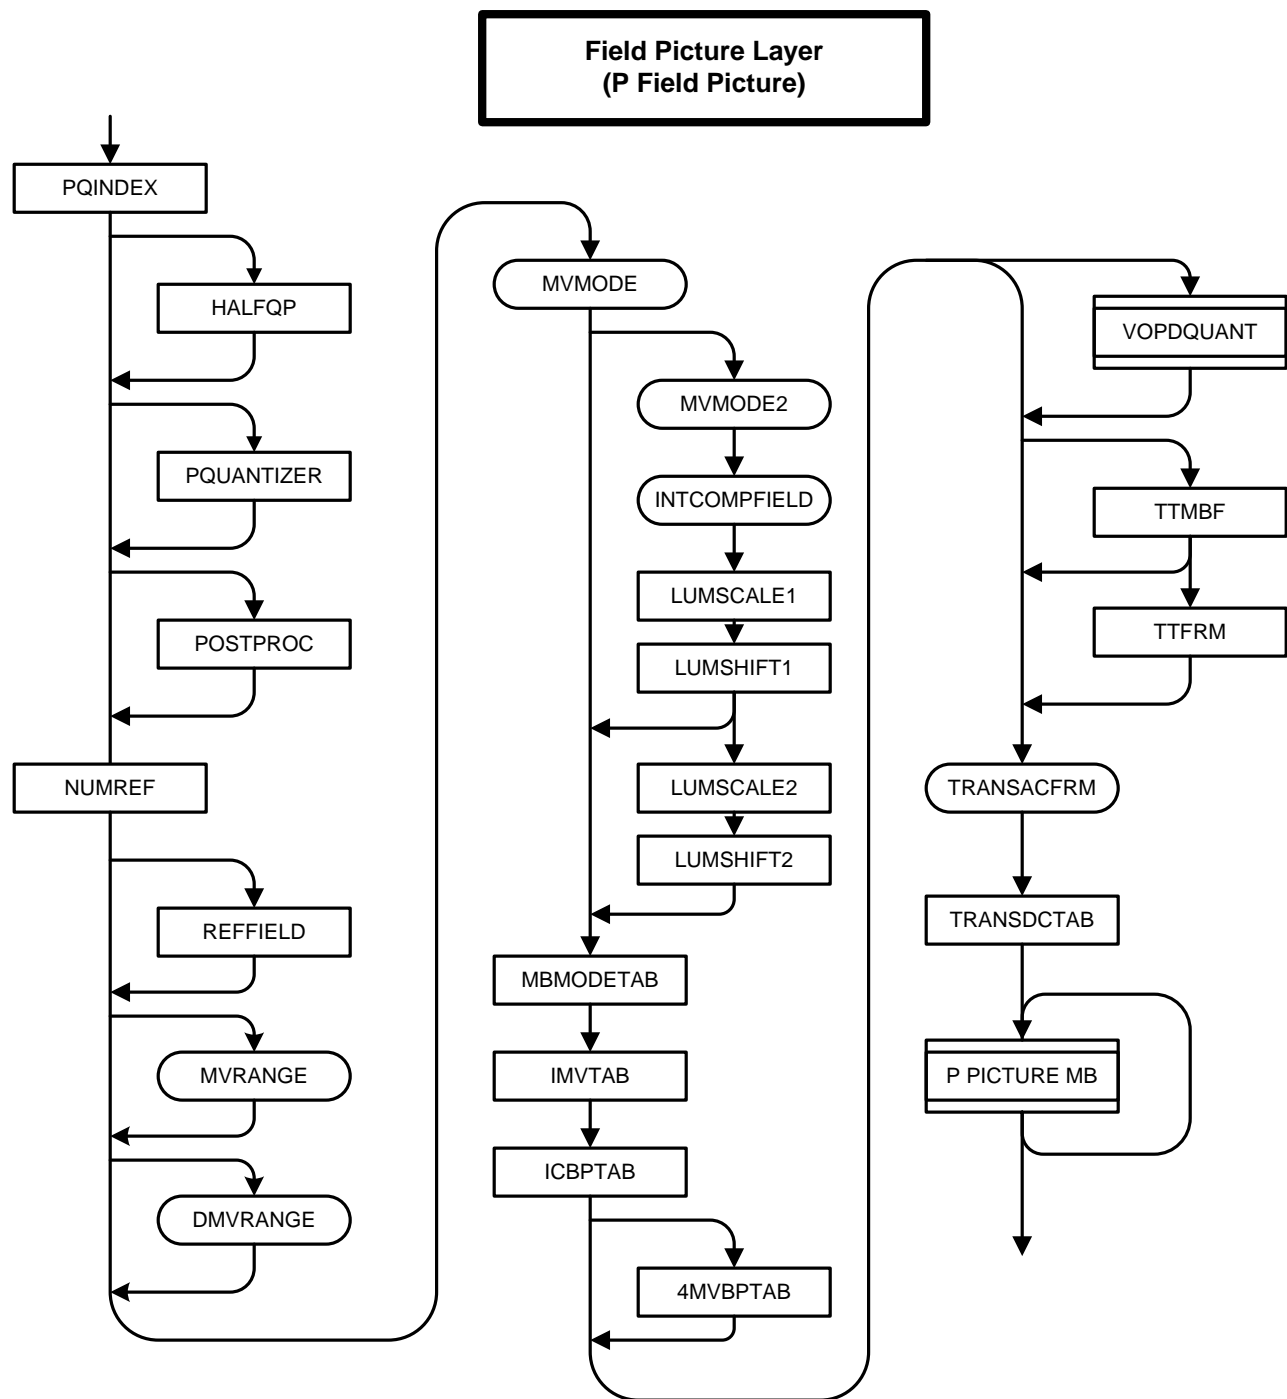 Field Picture Layer
(P Field Picture)
PQINDEX
HALFQP
PQUANTIZER
POSTPROC
NUMREF
REFFIELD
MVRANGE
DMVRANGE
MVMODE
MVMODE2
INTCOMPFIELD
LUMSCALE1
LUMSHIFT1
LUMSCALE2
LUMSHIFT2
MBMODETAB
IMVTAB
ICBPTAB
4MVBPTAB
VOPDQUANT
TTMBF
TTFRM
TRANSACFRM
TRANSDCTAB
P PICTURE MB